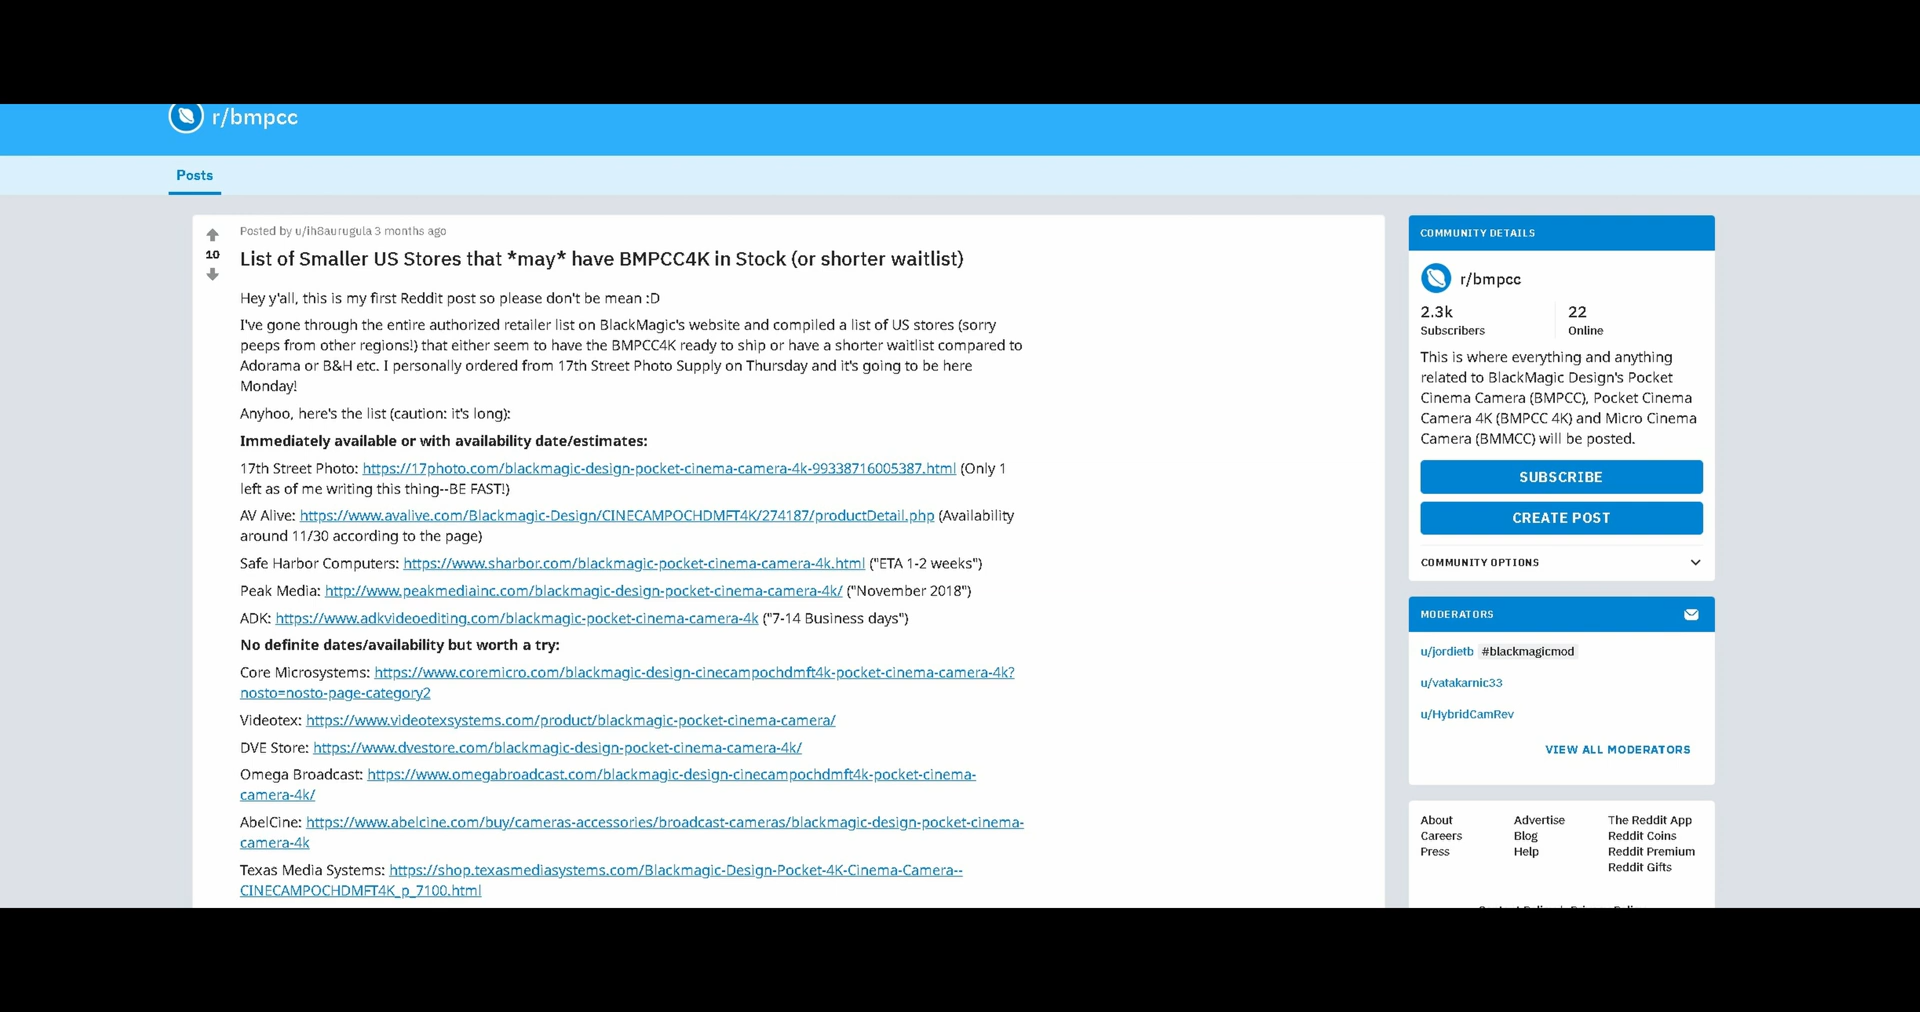 r/bmpcc
Posts
Posted by u/ih8aurugula 3 months ago
10
List of Smaller US Stores that *may* have BMPCC4K in Stock (or shorter waitlist)
Hey y'all, this is my first Reddit post so please don't be mean :D
I've gone through the entire authorized retailer list on BlackMagic's website and compiled a list of US stores (sorry
peeps from other regions!) that either seem to have the BMPCC4K ready to ship or have a shorter waitlist compared to
Adorama or B&H etc. I personally ordered from 17th Street Photo Supply on Thursday and it's going to be here
Monday!
Anyhoo, here's the list (caution: it's long):
Immediately available or with availability date/estimates:
17th Street Photo: https://17photo.com/blackmagic-design-pocket-cinema-camera-4k-99338716005387.html (Only 1
left as of me writing this thing--BE FAST!)
AV Alive: https://www.avalive.com/Blackmagic-Design/CINECAMPOCHDMFT4K/274187/productDetail.php (Availability
around 11/30 according to the page)
Safe Harbor Computers: https://www.sharbor.com/blackmagic-pocket-cinema-camera-4k.html ("ETA 1-2 weeks")
Peak Media: http://www.peakmediainc.com/blackmagic-design-pocket-cinema-camera-4k/ ("November 2018")
ADK: https://www.adkvideoediting.com/blackmagic-pocket-cinema-camera-4k ("7-14 Business days")
No definite dates/availability but worth a try:
Core Microsystems: https://www.coremicro.com/blackmagic-design-cinecampochdmft4k-pocket-cinema-camera-4k?
nosto=nosto-page-category2
Videotex: https://www.videotexsystems.com/product/blackmagic-pocket-cinema-camera/
DVE Store: https://www.dvestore.com/blackmagic-design-pocket-cinema-camera-4k/
Omega Broadcast: https://www.omegabroadcast.com/blackmagic-design-cinecampochdmft4k-pocket-cinema-
camera-4k/
AbelCine: https://www.abelcine.com/buy/cameras-accessories/broadcast-cameras/blackmagic-design-pocket-cinema-
camera-4k
Texas Media Systems: https://shop.texasmediasystems.com/Blackmagic-Design-Pocket-4K-Cinema-Camera--
CINECAMPOCHDMFT4K_p_7100.html
COMMUNITY DETAILS
r/bmpcc
2.3k 22
Subscribers Online
This is where everything and anything
related to BlackMagic Design's Pocket
Cinema Camera (BMPCC), Pocket Cinema
Camera 4K (BMPCC 4K) and Micro Cinema
Camera (BMMCC) will be posted.
SUBSCRIBE
CREATE POST
COMMUNITY OPTIONS
MODERATORS
u/jordietb #blackmagicmod
u/vatakarnic33
u/HybridCamRev
VIEW ALL MODERATORS
About Advertise The Reddit App
Careers Blog Reddit Coins
Press Help Reddit Premium
Reddit Gifts